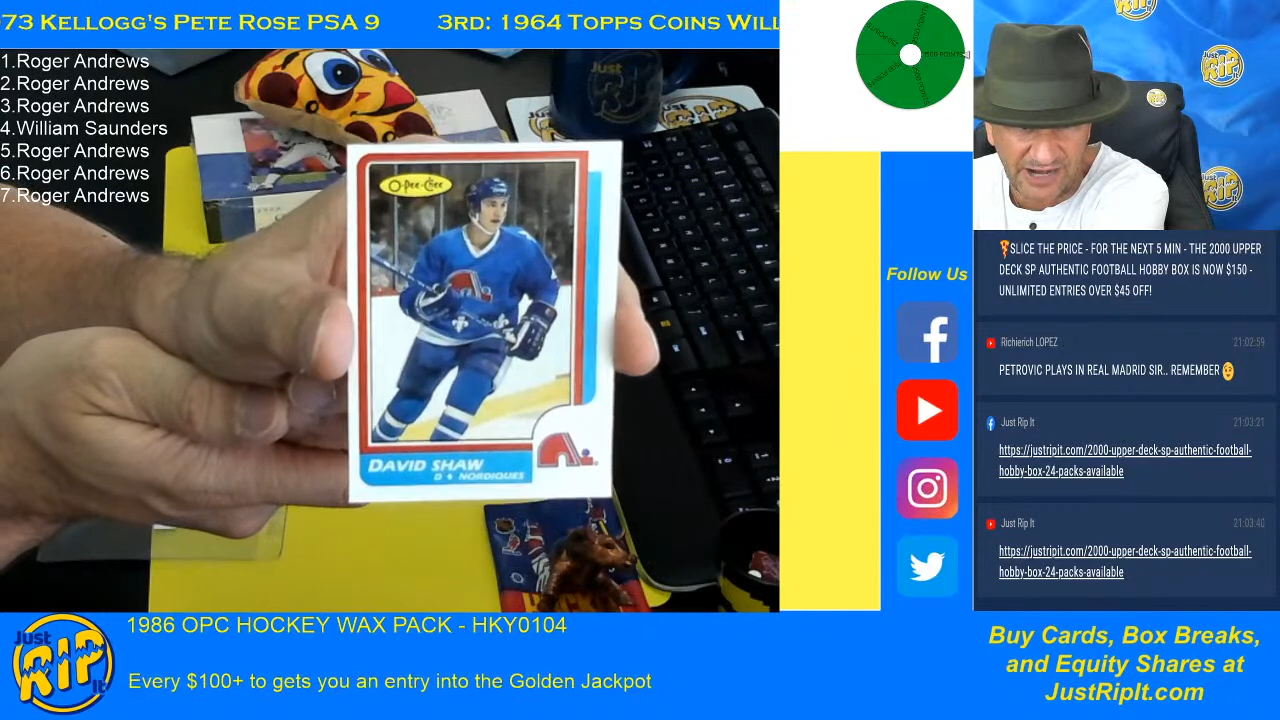 73 KELLOGG'S PETE ROSE PSA 9 3RD: 1964 TOPPS COINS WILL
1.Roger Andrews
2.Roger Andrews
3.Roger Andrews
4.William Saunders
5.Roger Andrews
6.Roger Andrews
7.Roger Andrews
Just
RIP
It
O-Pee-Chee
DAVID SHAW
D ♦ NORDIQUES
Follow Us
🍕SLICE THE PRICE - FOR THE NEXT 5 MIN - THE 2000 UPPER
DECK SP AUTHENTIC FOOTBALL HOBBY BOX IS NOW $150 -
UNLIMITED ENTRIES OVER $45 OFF!
Richierich LOPEZ 21:02:59
PETROVIC PLAYS IN REAL MADRID SIR.. REMEMBER
Just Rip It 21:03:21
https://justripit.com/2000-upper-deck-sp-authentic-football-
hobby-box-24-packs-available
Just Rip It 21:03:40
https://justripit.com/2000-upper-deck-sp-authentic-football-
hobby-box-24-packs-available
Just
RIP
It
1986 OPC HOCKEY WAX PACK - HKY0104
Every $100+ to gets you an entry into the Golden Jackpot
Buy Cards, Box Breaks,
and Equity Shares at
JustRipIt.com